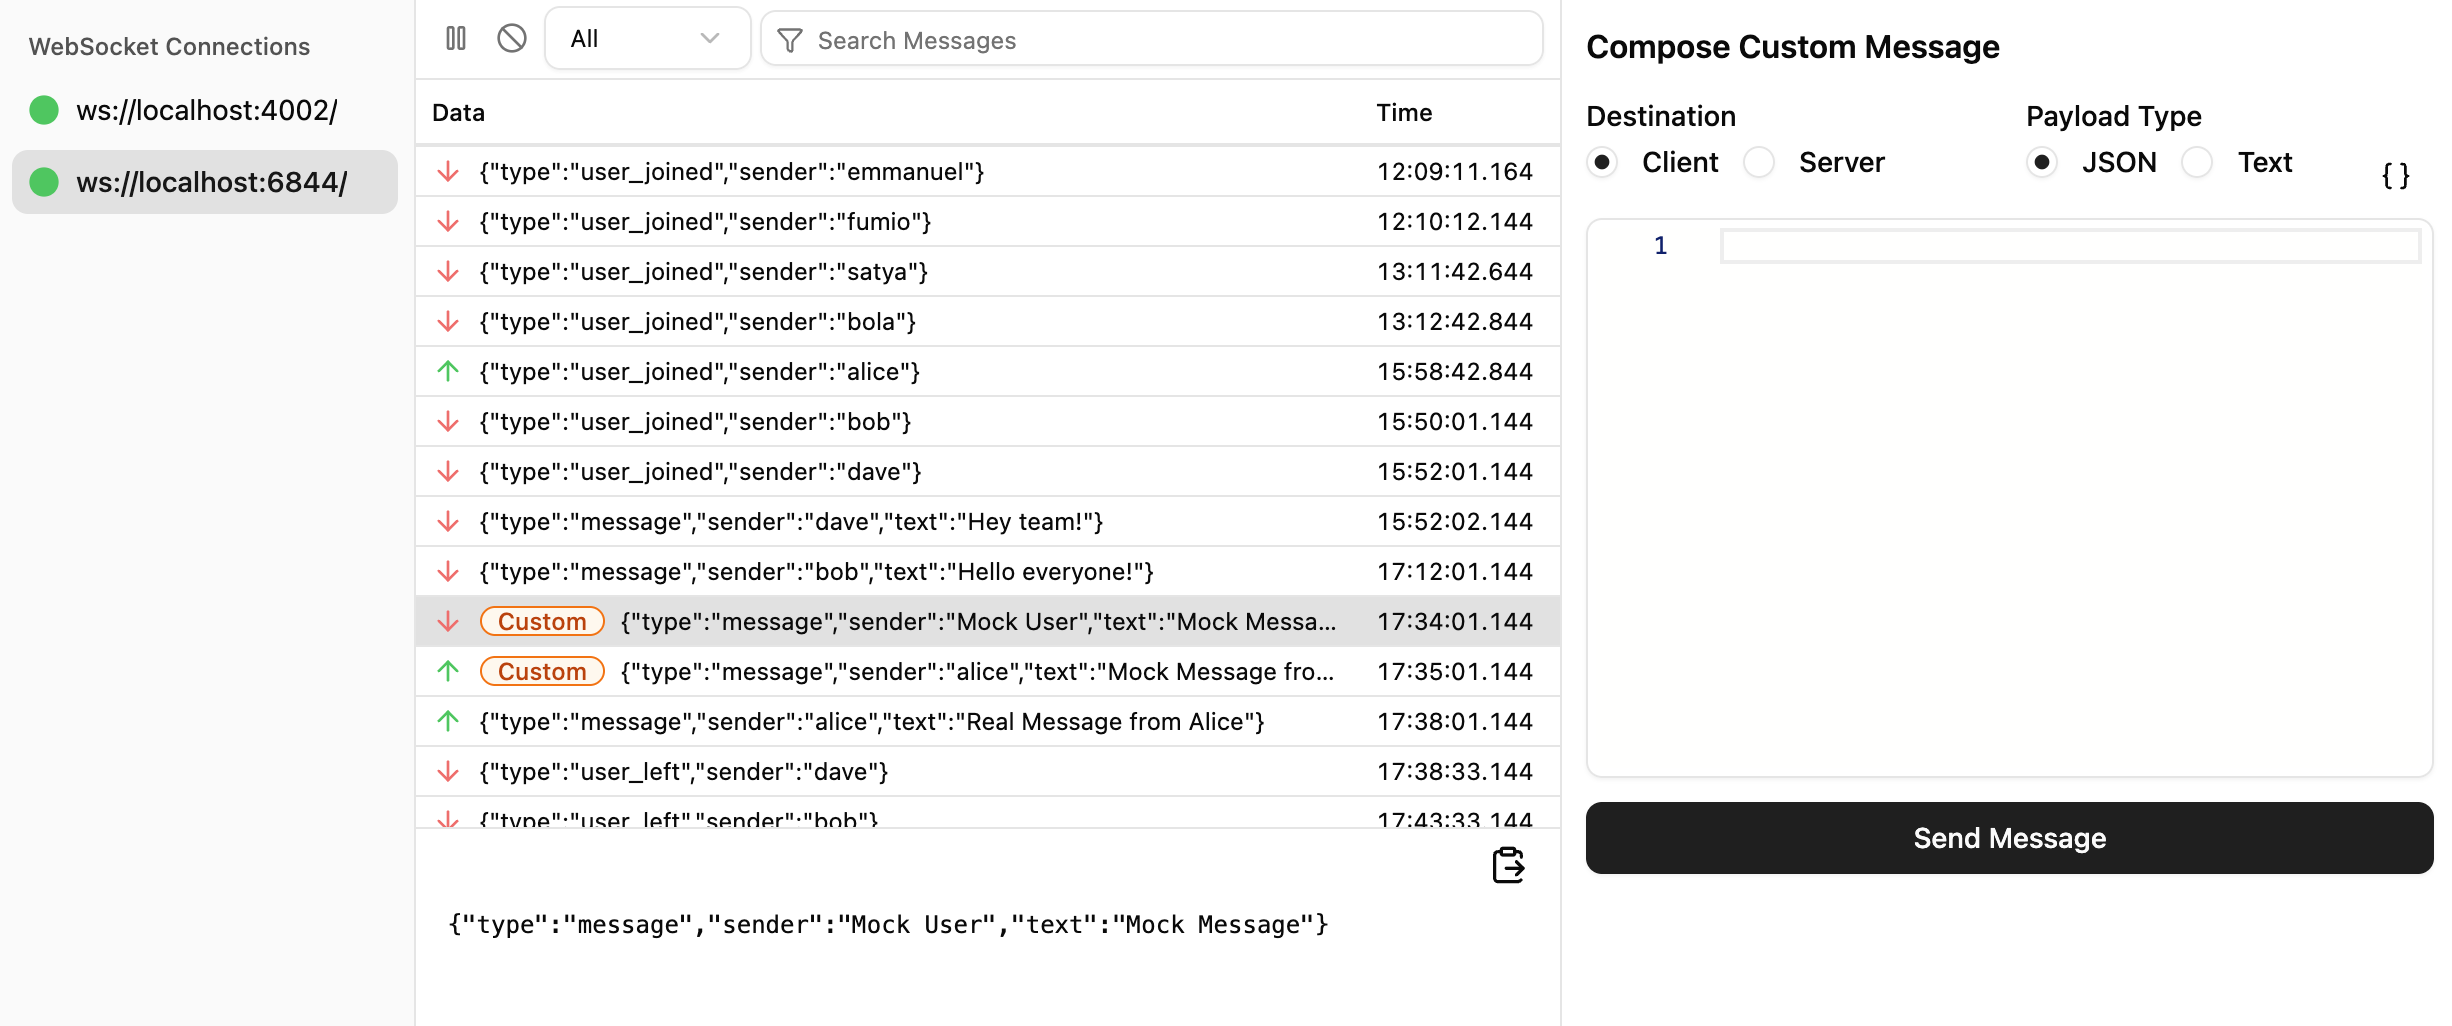 WebSocket Connections
ws://localhost:4002/
ws://localhost:6844/
All
Search Messages
Data Time
{"type":"user_joined","sender":"emmanuel"} 12:09:11.164
{"type":"user_joined","sender":"fumio"} 12:10:12.144
{"type":"user_joined","sender":"satya"} 13:11:42.644
{"type":"user_joined","sender":"bola"} 13:12:42.844
{"type":"user_joined","sender":"alice"} 15:58:42.844
{"type":"user_joined","sender":"bob"} 15:50:01.144
{"type":"user_joined","sender":"dave"} 15:52:01.144
{"type":"message","sender":"dave","text":"Hey team!"} 15:52:02.144
{"type":"message","sender":"bob","text":"Hello everyone!"} 17:12:01.144
Custom {"type":"message","sender":"Mock User","text":"Mock Messa... 17:34:01.144
Custom {"type":"message","sender":"alice","text":"Mock Message fro... 17:35:01.144
{"type":"message","sender":"alice","text":"Real Message from Alice"} 17:38:01.144
{"type":"user_left","sender":"dave"} 17:38:33.144
{"type":"user_left","sender":"bob"} 17:43:33.144
{"type":"message","sender":"Mock User","text":"Mock Message"}
Compose Custom Message
Destination
Client Server
Payload Type
JSON Text
{ }
1
Send Message